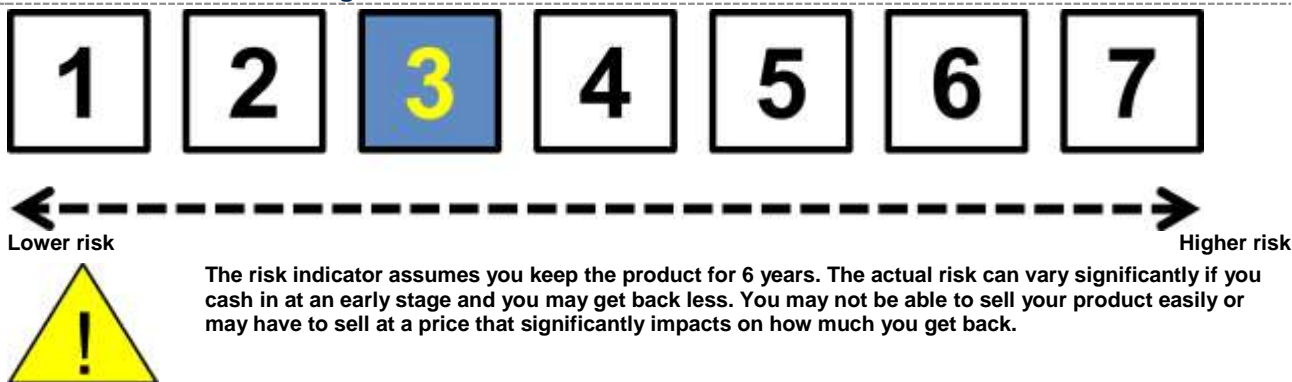 1 2 3 4 5 6 7
Lower risk Higher risk
The risk indicator assumes you keep the product for 6 years. The actual risk can vary significantly if you
cash in at an early stage and you may get back less. You may not be able to sell your product easily or
may have to sell at a price that significantly impacts on how much you get back.
!